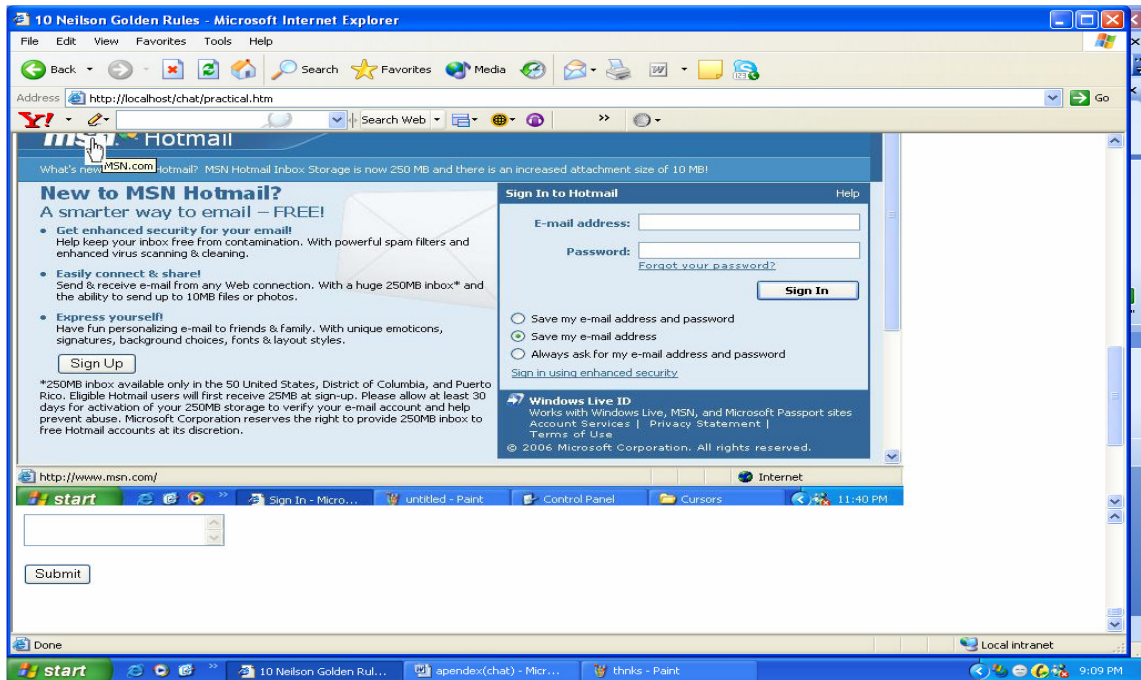 10 Neilson Golden Rules - Microsoft Internet Explorer
File Edit View Favorites Tools Help
Back Search Favorites Media
Address http://localhost/chat/practical.htm Go
Y! Search Web »
msn Hotmail
MSN.com
What's new Hotmail? MSN Hotmail Inbox Storage is now 250 MB and there is an increased attachment size of 10 MB!
New to MSN Hotmail?
A smarter way to email – FREE!
• Get enhanced security for your email!
Help keep your inbox free from contamination. With powerful spam filters and
enhanced virus scanning & cleaning.
• Easily connect & share!
Send & receive e-mail from any Web connection. With a huge 250MB inbox* and
the ability to send up to 10MB files or photos.
• Express yourself!
Have fun personalizing e-mail to friends & family. With unique emoticons,
signatures, background choices, fonts & layout styles.
Sign Up
*250MB inbox available only in the 50 United States, District of Columbia, and Puerto
Rico. Eligible Hotmail users will first receive 25MB at sign-up. Please allow at least 30
days for activation of your 250MB storage to verify your e-mail account and help
prevent abuse. Microsoft Corporation reserves the right to provide 250MB inbox to
free Hotmail accounts at its discretion.
Sign In to Hotmail Help
E-mail address:
Password:
Forgot your password?
Sign In
Save my e-mail address and password
Save my e-mail address
Always ask for my e-mail address and password
Sign in using enhanced security
Windows Live ID
Works with Windows Live, MSN, and Microsoft Passport sites
Account Services | Privacy Statement |
Terms of Use
© 2006 Microsoft Corporation. All rights reserved.
http://www.msn.com/ Internet
start » Sign In - Micro... untitled - Paint Control Panel Cursors 11:40 PM
Submit
Done Local intranet
start » 10 Neilson Golden Rul... apendex(chat) - Micr... thnks - Paint 9:09 PM